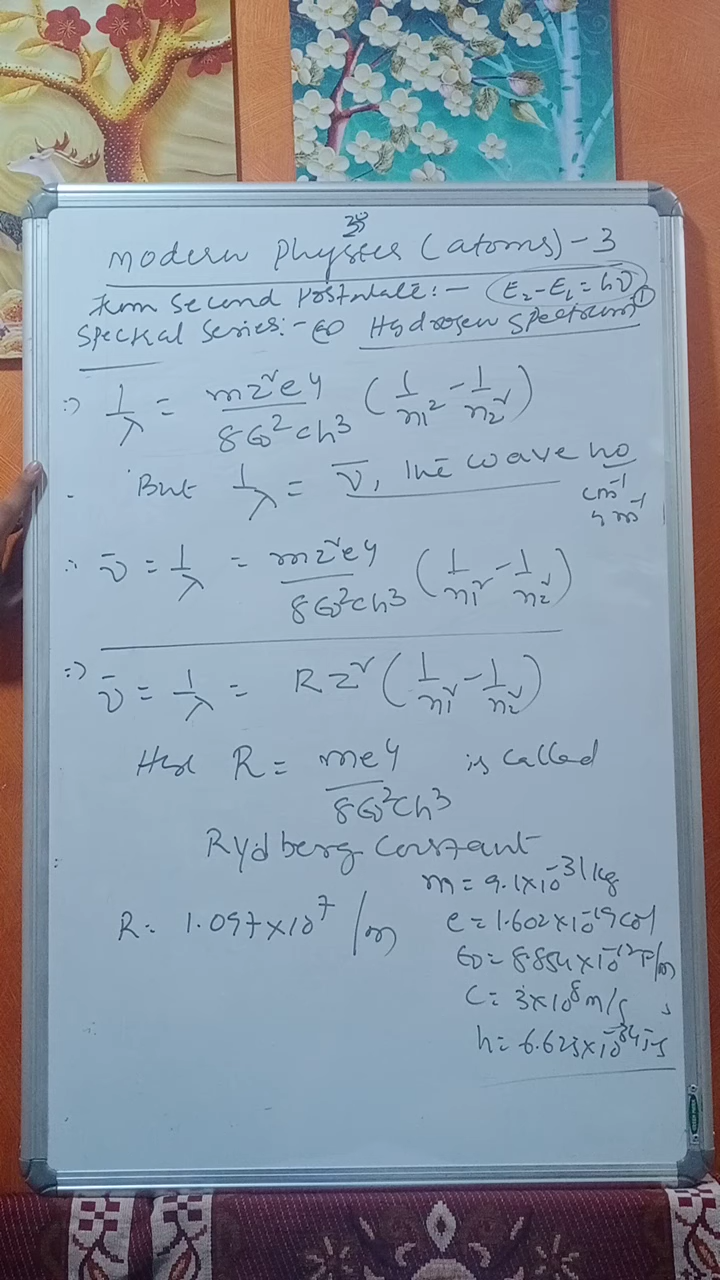 35
Modern Physics (atoms) - 3
from Second Postulate:- E₂-E₁=hν ①
Spectral Series:- Hydrogen Spectrum
⇒ 1/λ = mz²e⁴/8ε₀²ch³ (1/n₁² - 1/n₂²)
But 1/λ = ν̄, the wave no
cm⁻¹
m⁻¹
∴ ν̄ = 1/λ = mz²e⁴/8ε₀²ch³ (1/n₁² - 1/n₂²)
⇒ ν̄ = 1/λ = Rz² (1/n₁² - 1/n₂²)
Here R = me⁴/8ε₀²ch³ is called
Rydberg Constant
R = 1.097×10⁷ /m
m = 9.1×10⁻³¹ kg
e = 1.602×10⁻¹⁹ col
ε₀ = 8.854×10⁻¹² F/m
c = 3×10⁸ m/s
h = 6.625×10⁻³⁴ j-s